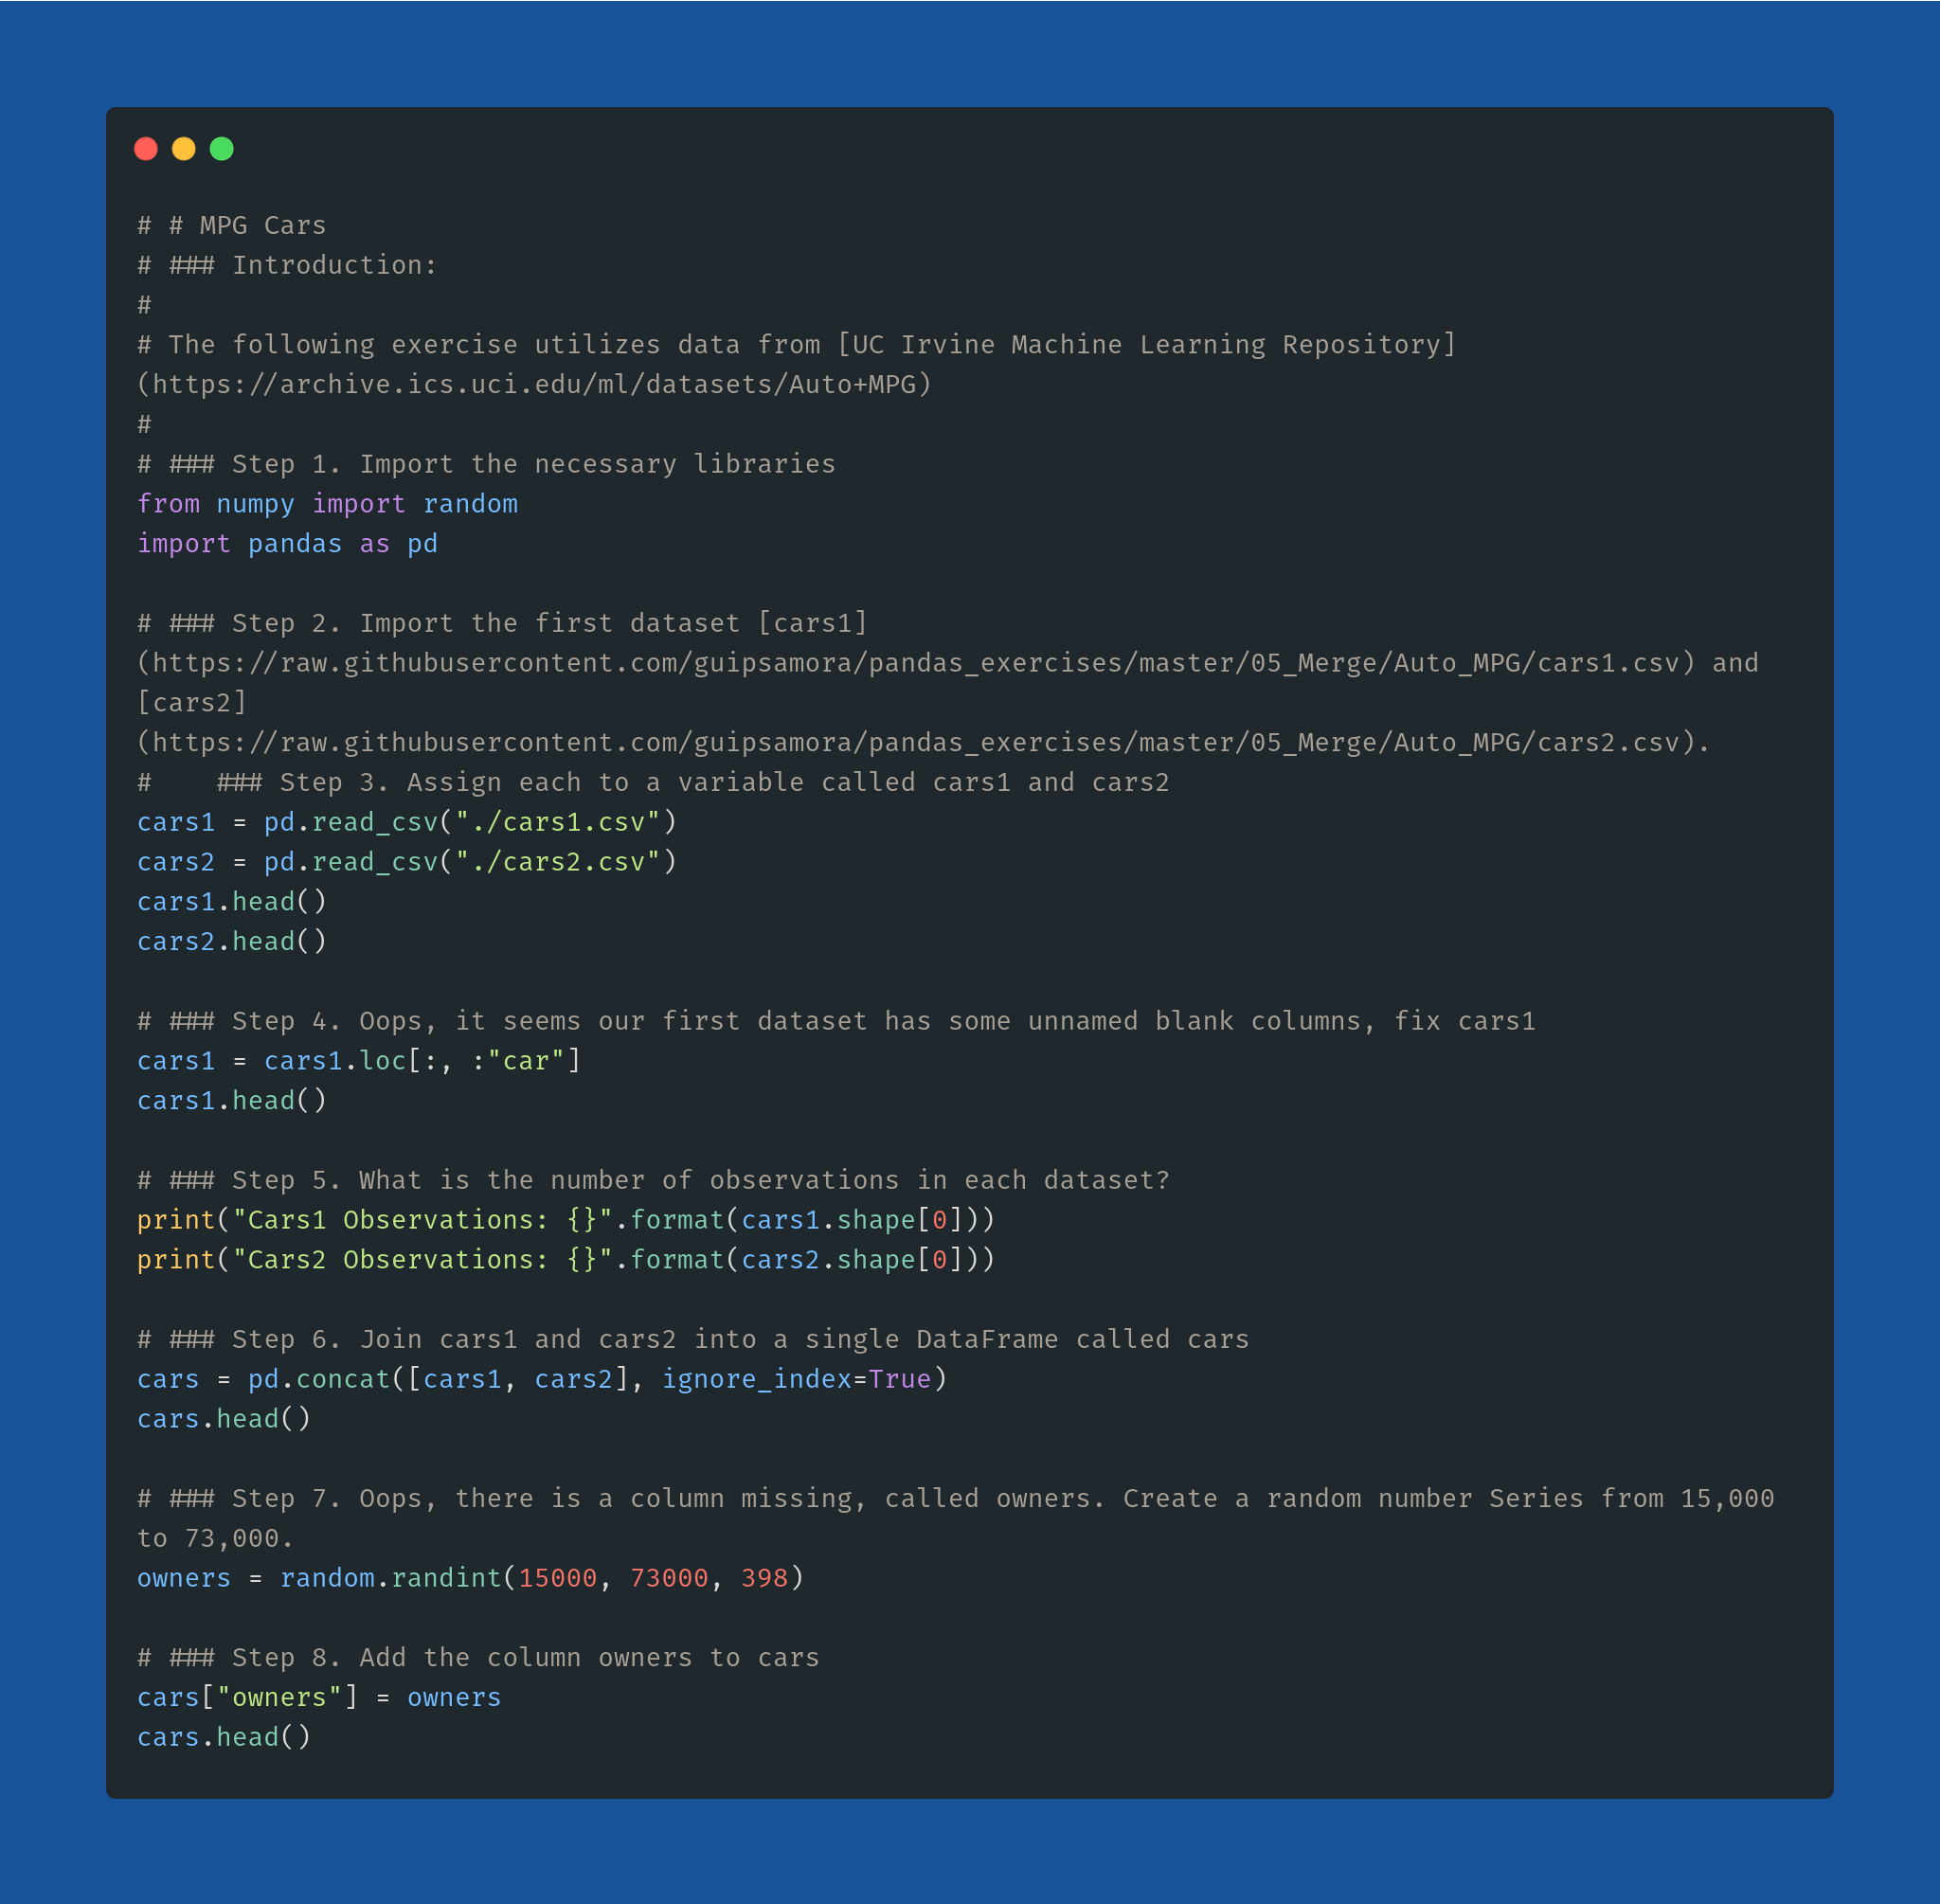 # # MPG Cars
# ### Introduction:
#
# The following exercise utilizes data from [UC Irvine Machine Learning Repository]
(https://archive.ics.uci.edu/ml/datasets/Auto+MPG)
#
# ### Step 1. Import the necessary libraries
from numpy import random
import pandas as pd

# ### Step 2. Import the first dataset [cars1]
(https://raw.githubusercontent.com/guipsamora/pandas_exercises/master/05_Merge/Auto_MPG/cars1.csv) and
[cars2]
(https://raw.githubusercontent.com/guipsamora/pandas_exercises/master/05_Merge/Auto_MPG/cars2.csv).
#    ### Step 3. Assign each to a variable called cars1 and cars2
cars1 = pd.read_csv("./cars1.csv")
cars2 = pd.read_csv("./cars2.csv")
cars1.head()
cars2.head()

# ### Step 4. Oops, it seems our first dataset has some unnamed blank columns, fix cars1
cars1 = cars1.loc[:, :"car"]
cars1.head()

# ### Step 5. What is the number of observations in each dataset?
print("Cars1 Observations: {}".format(cars1.shape[0]))
print("Cars2 Observations: {}".format(cars2.shape[0]))

# ### Step 6. Join cars1 and cars2 into a single DataFrame called cars
cars = pd.concat([cars1, cars2], ignore_index=True)
cars.head()

# ### Step 7. Oops, there is a column missing, called owners. Create a random number Series from 15,000
to 73,000.
owners = random.randint(15000, 73000, 398)

# ### Step 8. Add the column owners to cars
cars["owners"] = owners
cars.head()